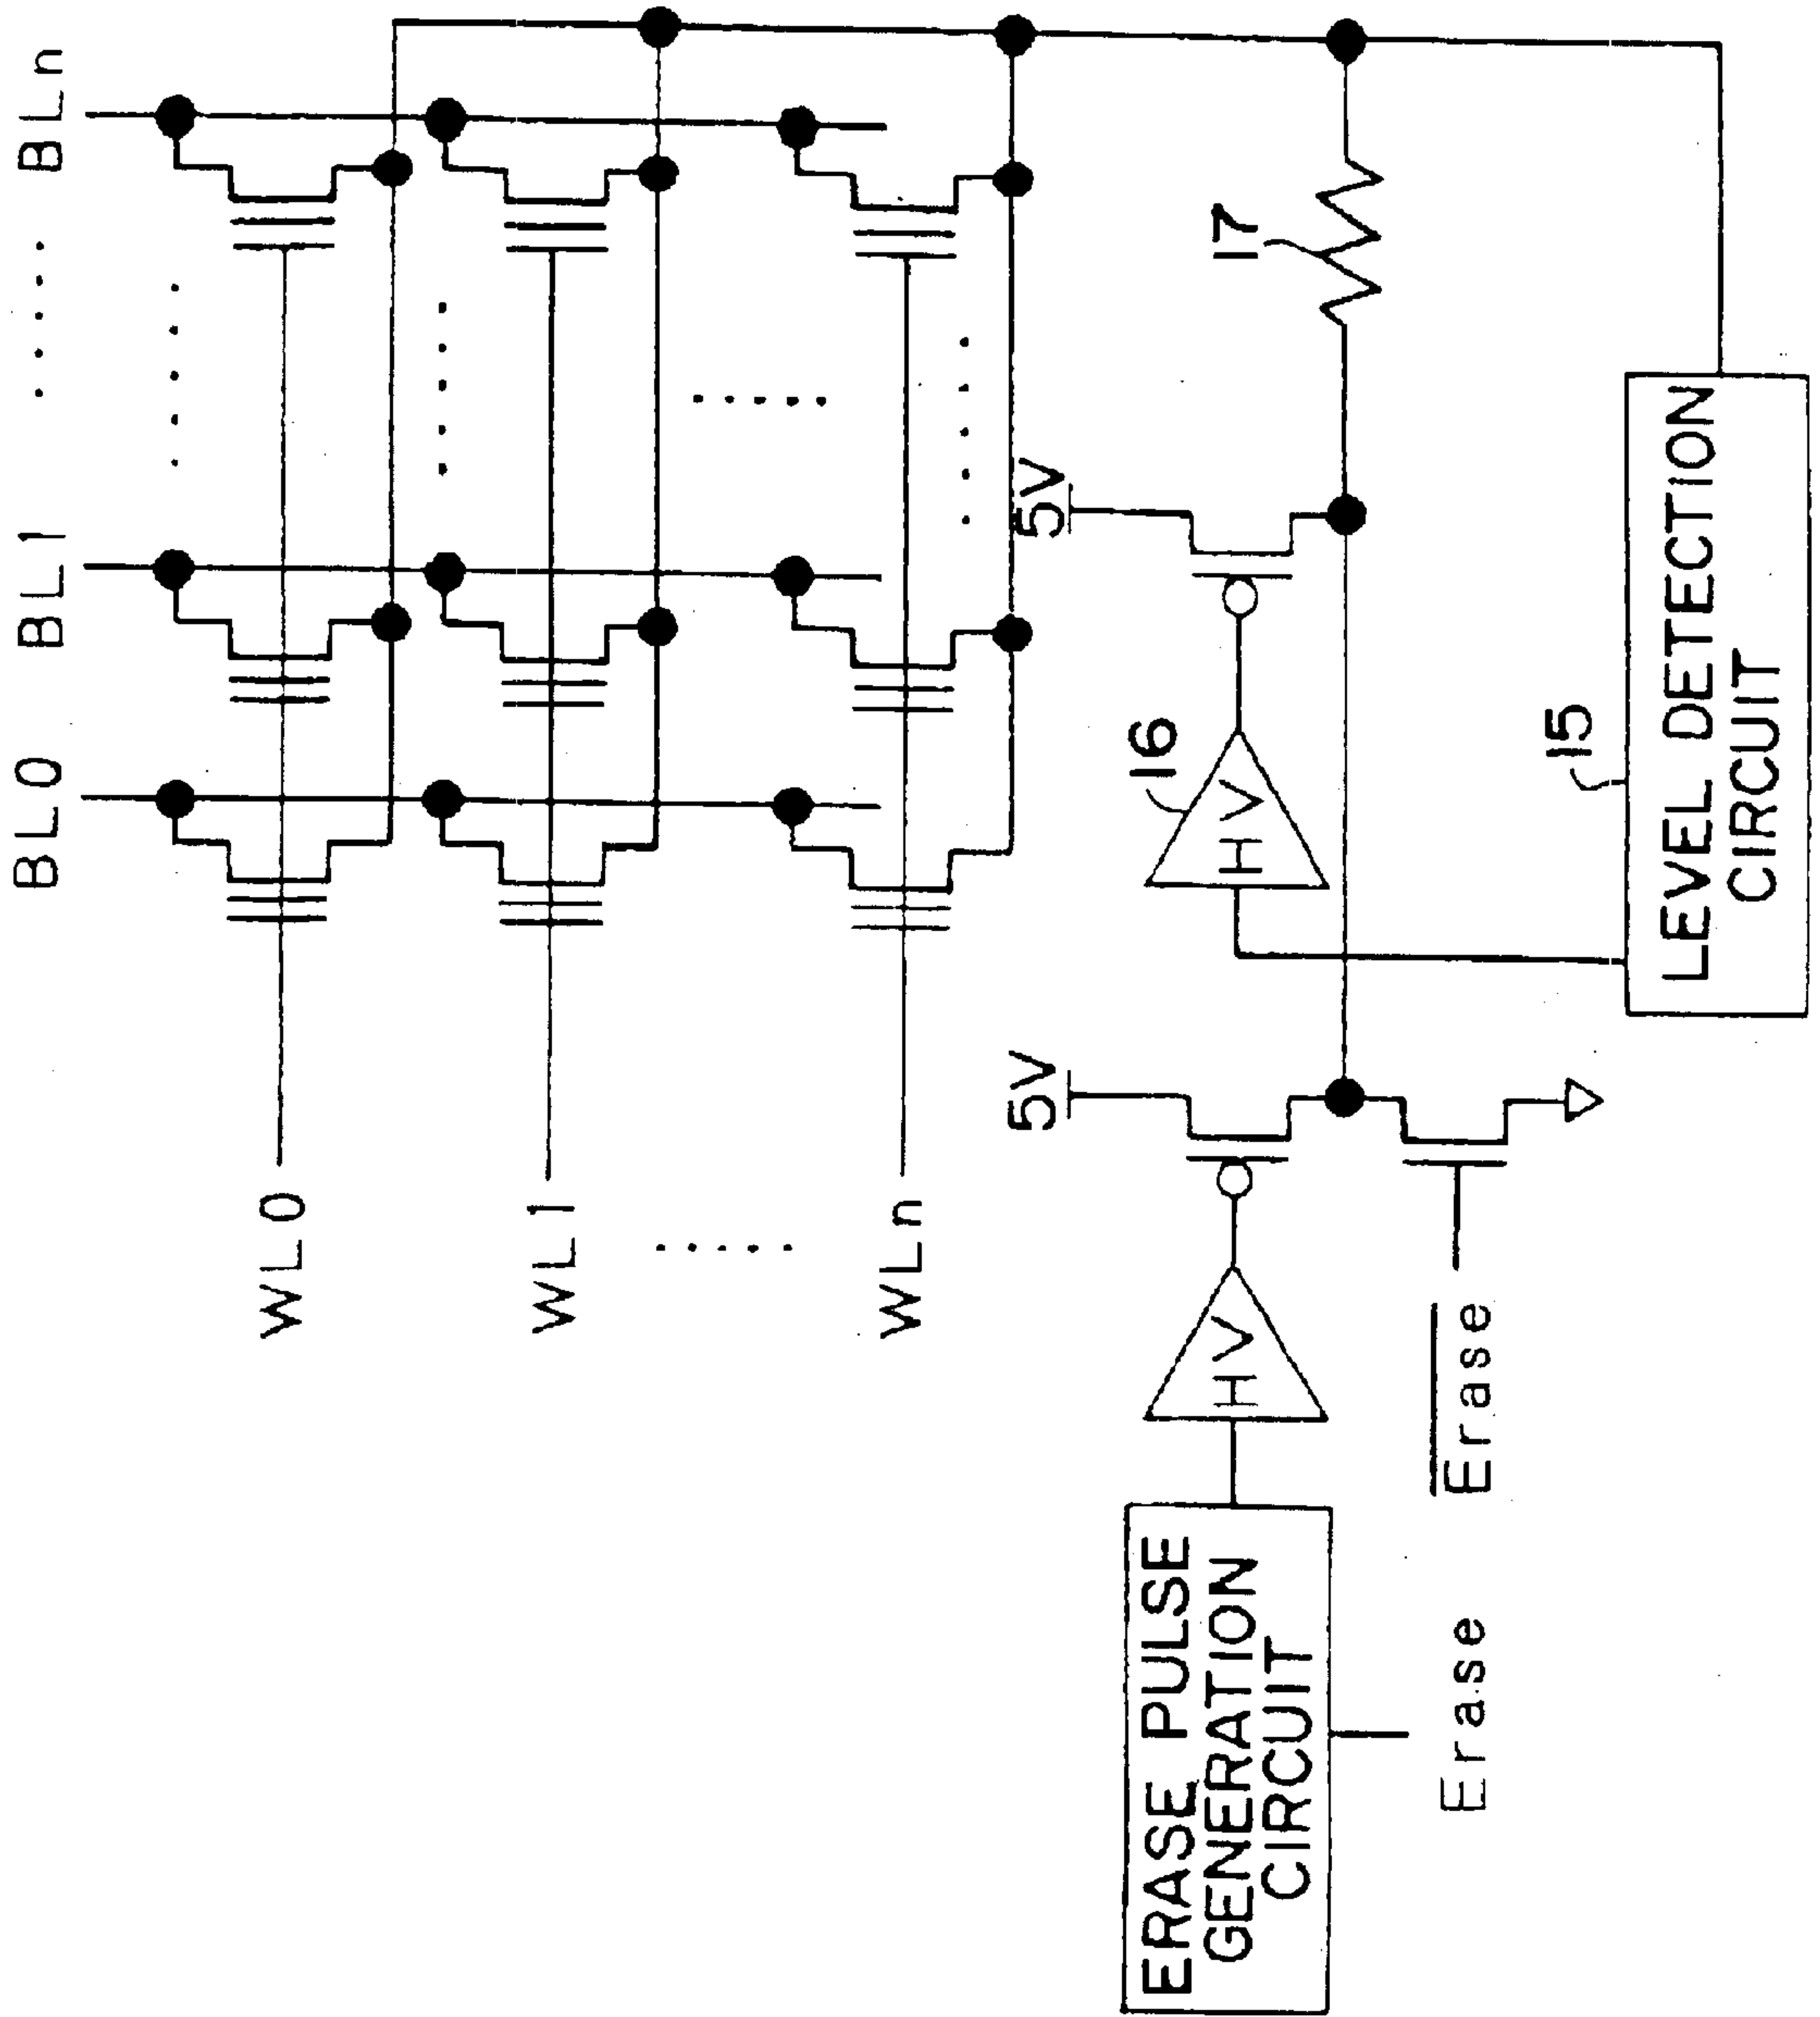 BL0
BL1
BLn
WL0
WL1
WLn
5V
5V
16
17
HV
HV
15
LEVEL DETECTION
CIRCUIT
ERASE PULSE
GENERATION
CIRCUIT
Erase
Erase